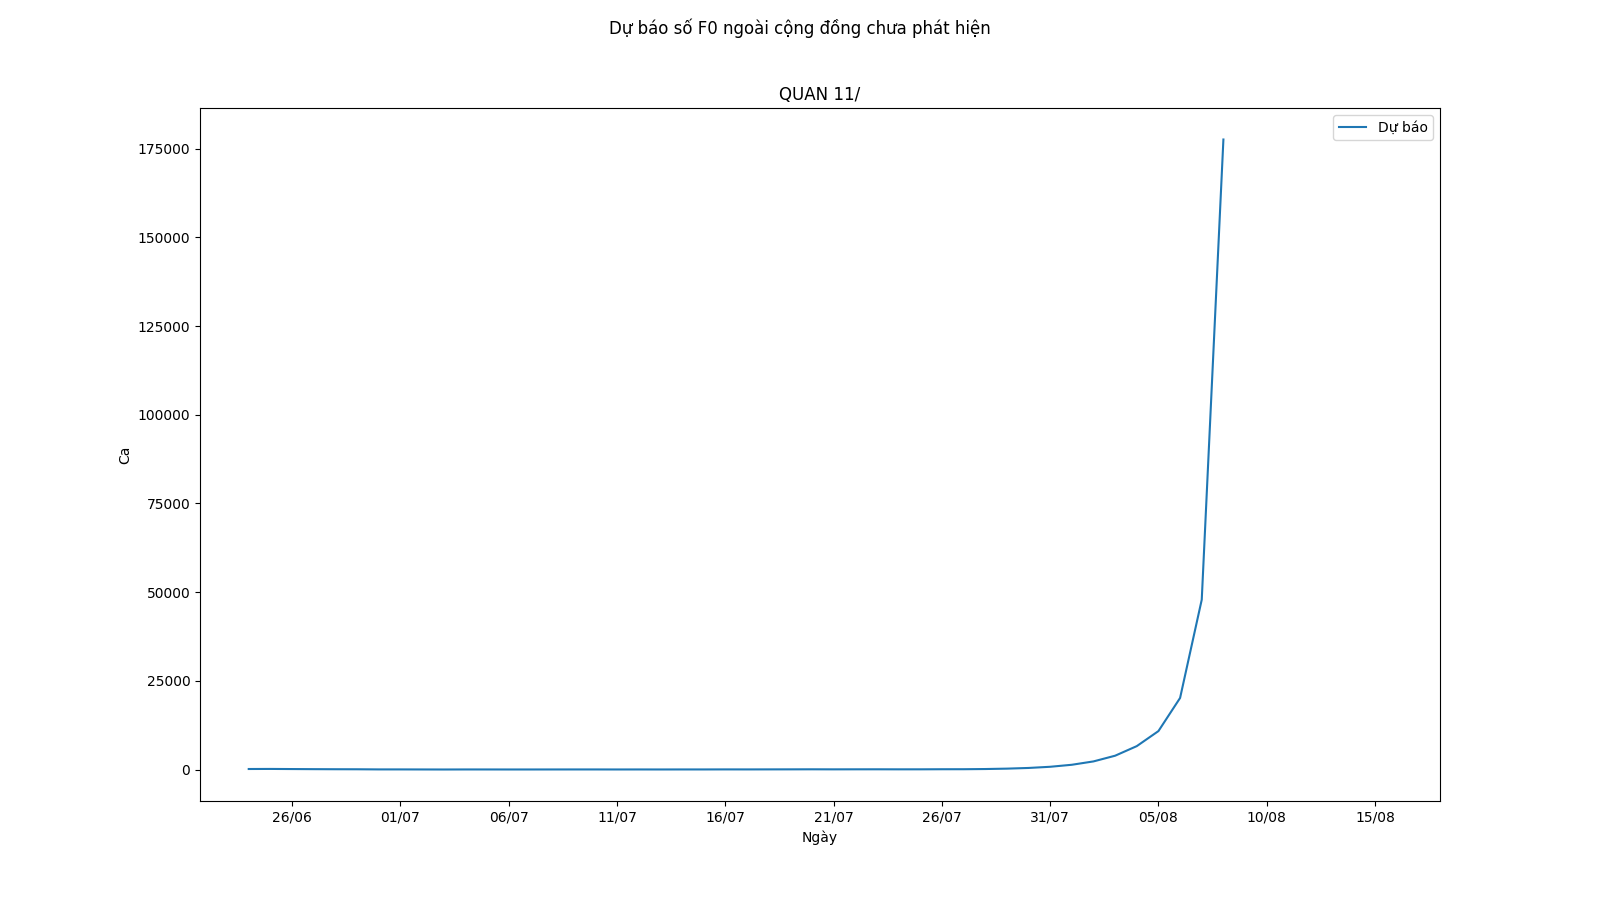 Dự báo số F0 ngoài cộng đồng chưa phát hiện
QUAN 11/
Dự báo
175000
150000
125000
100000
75000
50000
25000
0
Ca
26/06 01/07 06/07 11/07 16/07 21/07 26/07 31/07 05/08 10/08 15/08
Ngày